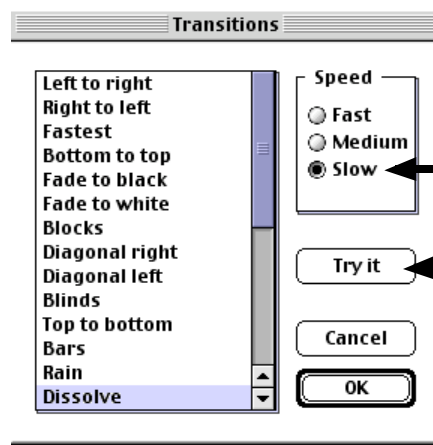 Transitions
Left to right
Right to left
Fastest
Bottom to top
Fade to black
Fade to white
Blocks
Diagonal right
Diagonal left
Blinds
Top to bottom
Bars
Rain
Dissolve
Speed
Fast
Medium
Slow
Try it
Cancel
OK